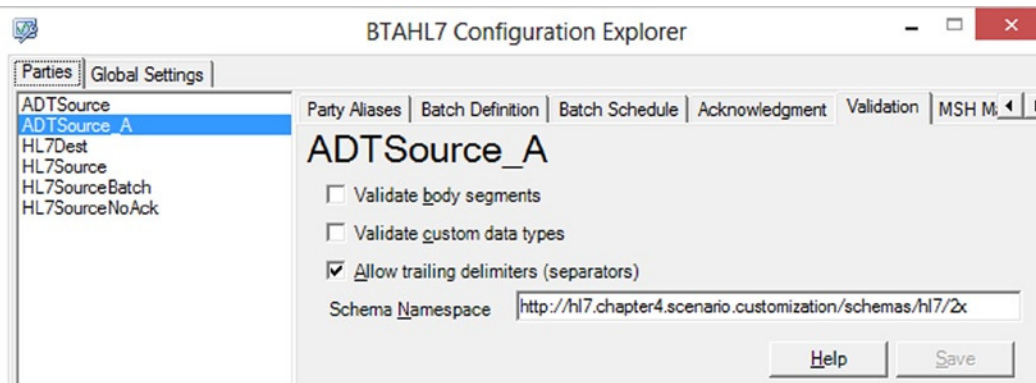 BTAHL7 Configuration Explorer
Parties Global Settings
ADTSource
ADTSource_A
HL7Dest
HL7Source
HL7SourceBatch
HL7SourceNoAck
Party Aliases Batch Definition Batch Schedule Acknowledgment Validation MSH M
ADTSource_A
Validate body segments
Validate custom data types
Allow trailing delimiters (separators)
Schema Namespace http://hl7.chapter4.scenario.customization/schemas/hl7/2x
Help Save